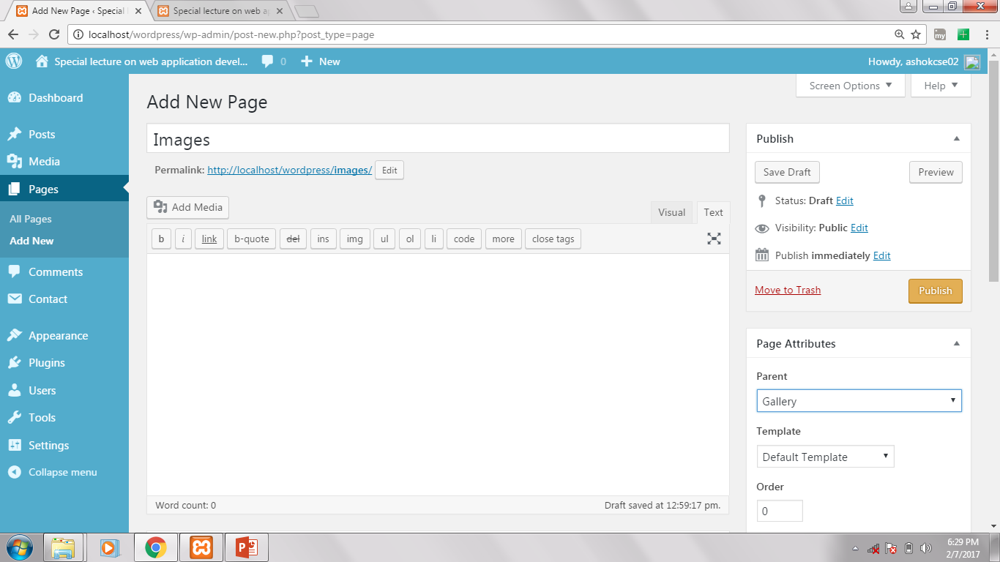 Add New Page ‹ Special
Special lecture on web a
localhost/wordpress/wp-admin/post-new.php?post_type=page
my
Special lecture on web application devel...
0
New
Howdy, ashokcse02
Screen Options
Help
Dashboard
Posts
Media
Pages
All Pages
Add New
Comments
Contact
Appearance
Plugins
Users
Tools
Settings
Collapse menu
Add New Page
Images
Permalink: http://localhost/wordpress/images/ Edit
Add Media
Visual
Text
b i link b-quote del ins img ul ol li code more close tags
Word count: 0
Draft saved at 12:59:17 pm.
Publish
Save Draft
Preview
Status: Draft Edit
Visibility: Public Edit
Publish immediately Edit
Move to Trash
Publish
Page Attributes
Parent
Gallery
Template
Default Template
Order
0
6:29 PM
2/7/2017